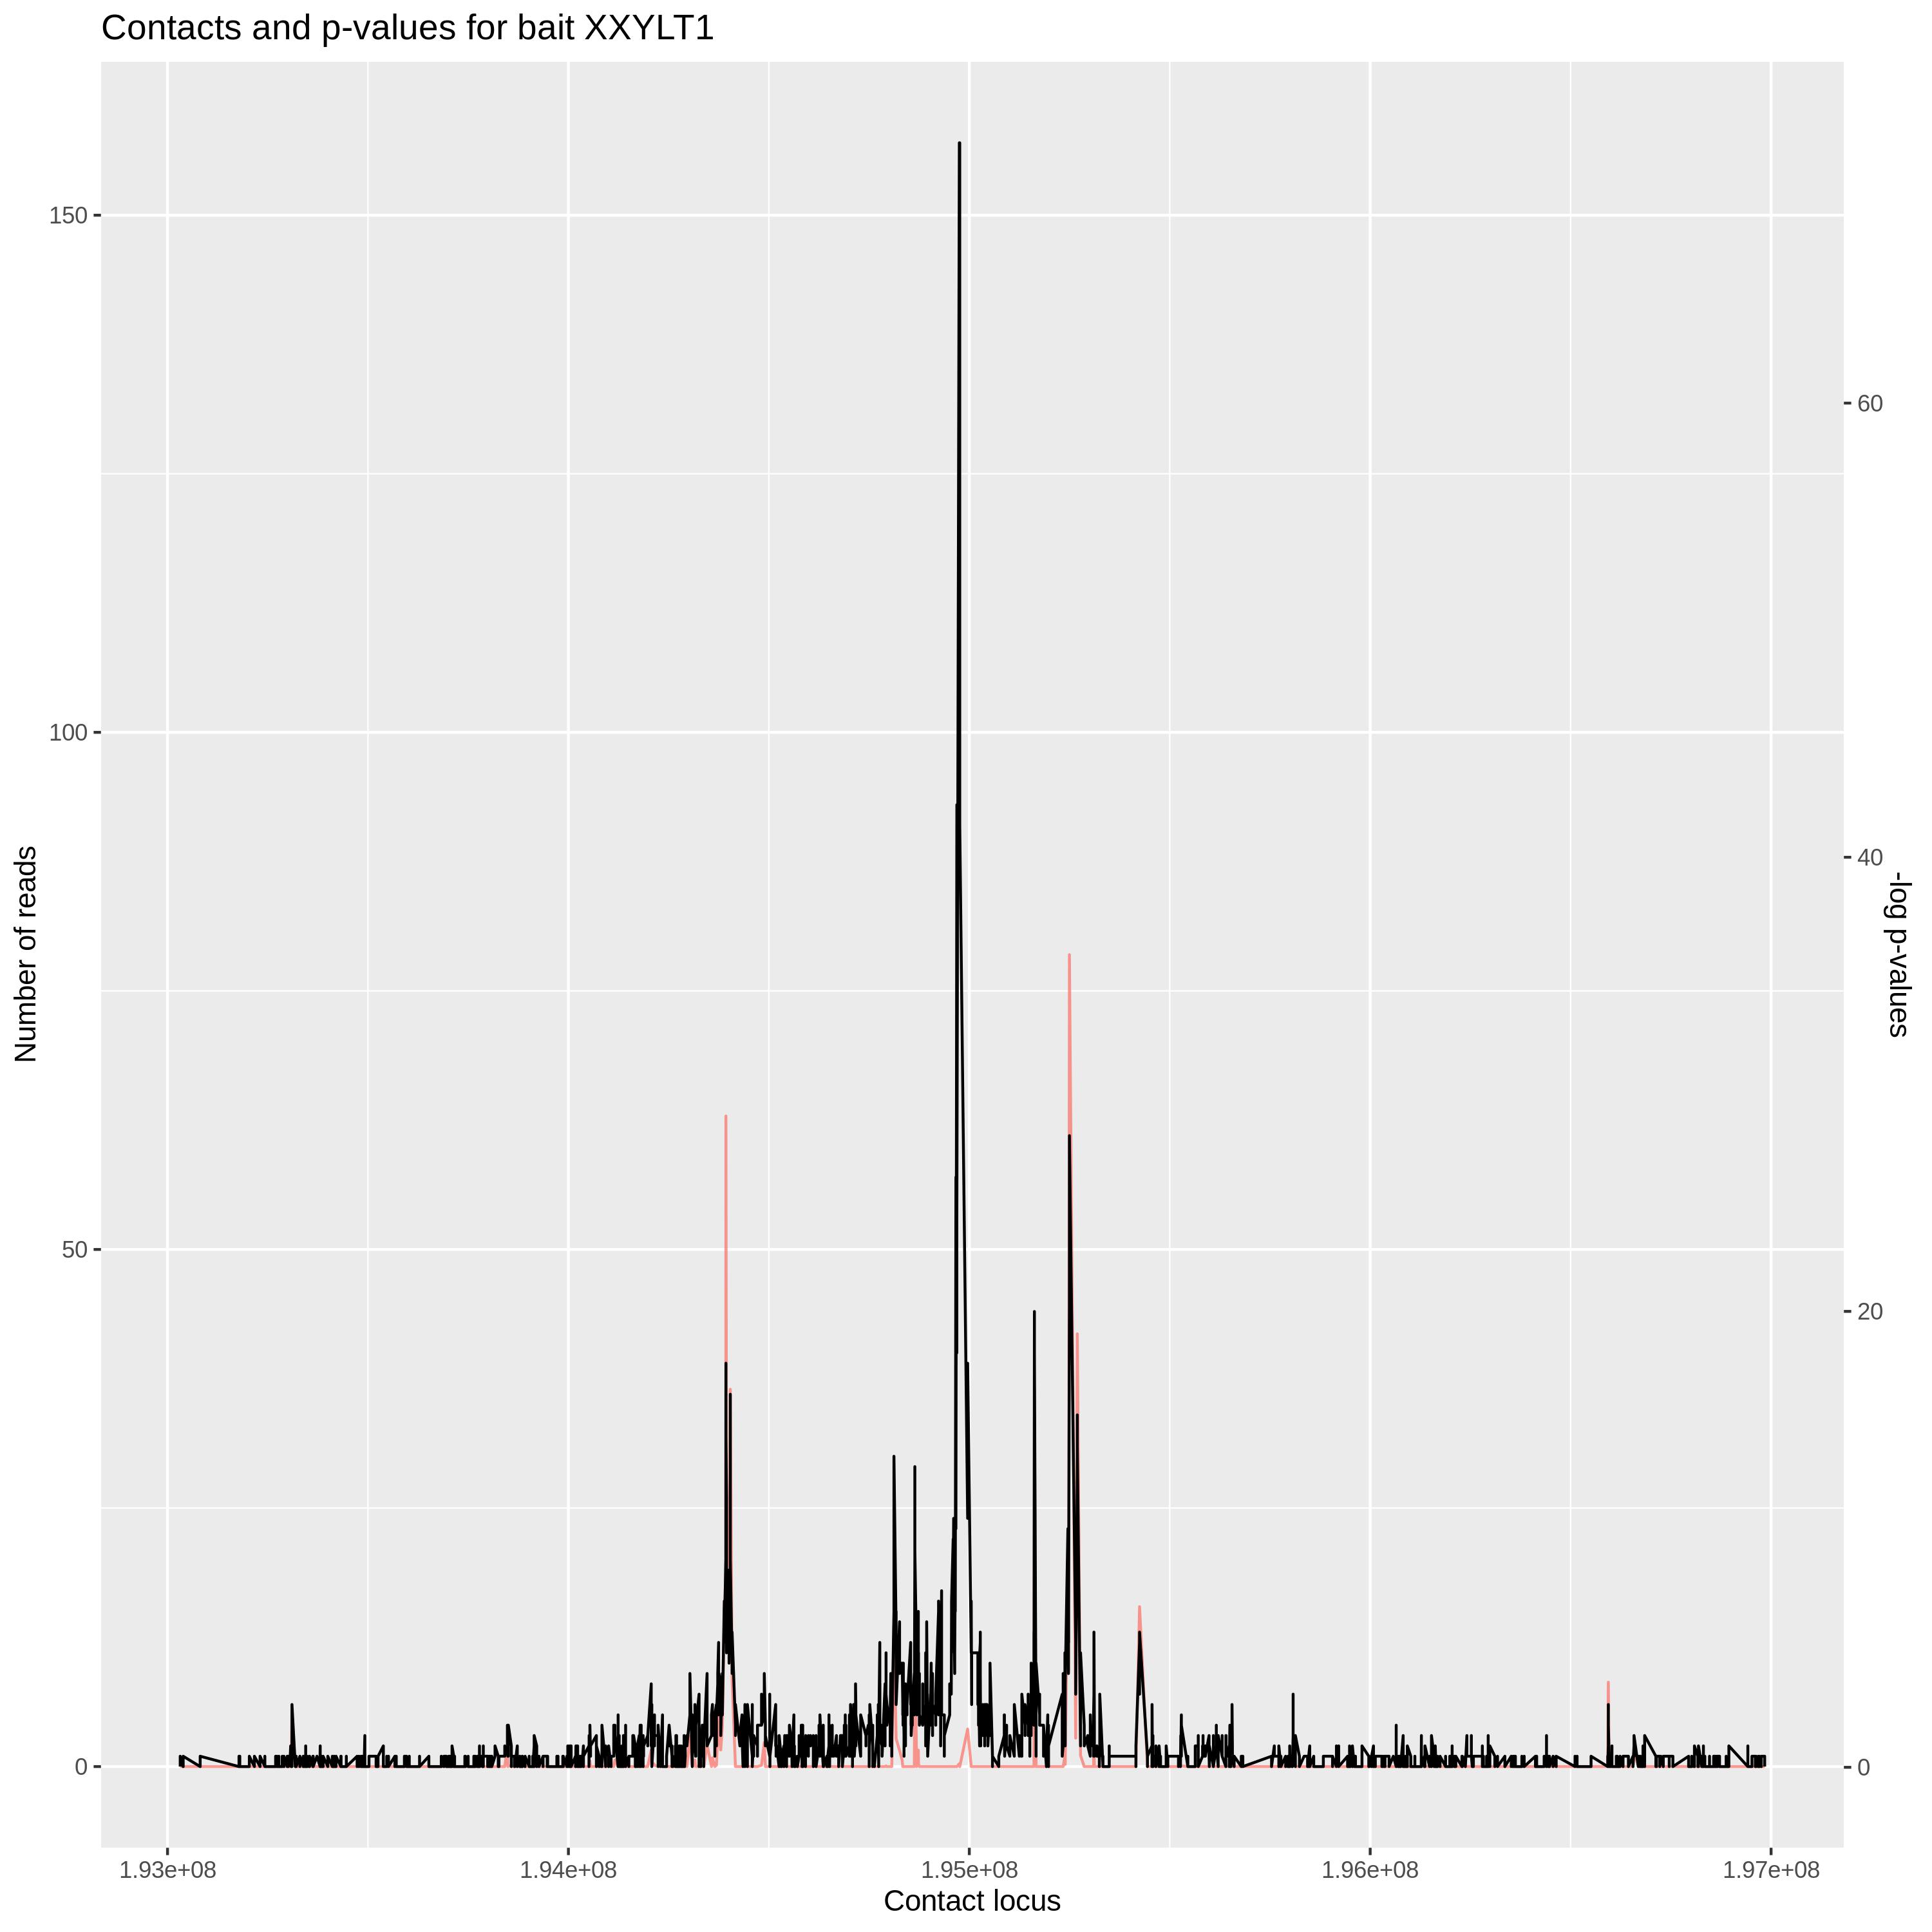 Contacts and p-values for bait XXYLT1
150
100
50
0
Number of reads
60
40
20
0
-log p-values
1.93e+08
1.94e+08
1.95e+08
1.96e+08
1.97e+08
Contact locus